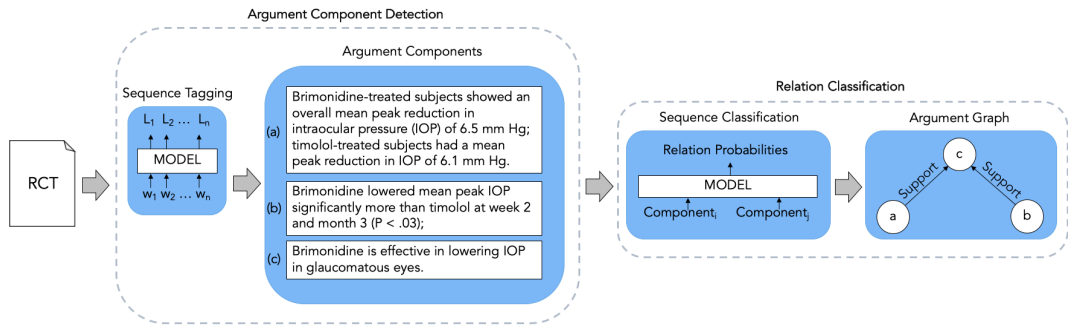 Argument Component Detection
RCT
Sequence Tagging
L1 L2 … Ln
MODEL
w1 w2 … wn
Argument Components
(a)
Brimonidine-treated subjects showed an
overall mean peak reduction in
intraocular pressure (IOP) of 6.5 mm Hg;
timolol-treated subjects had a mean
peak reduction in IOP of 6.1 mm Hg.
(b)
Brimonidine lowered mean peak IOP
significantly more than timolol at week 2
and month 3 (P < .03);
(c)
Brimonidine is effective in lowering IOP
in glaucomatous eyes.
Relation Classification
Sequence Classification
Relation Probabilities
MODEL
Componenti Componentj
Argument Graph
c
Support Support
a b